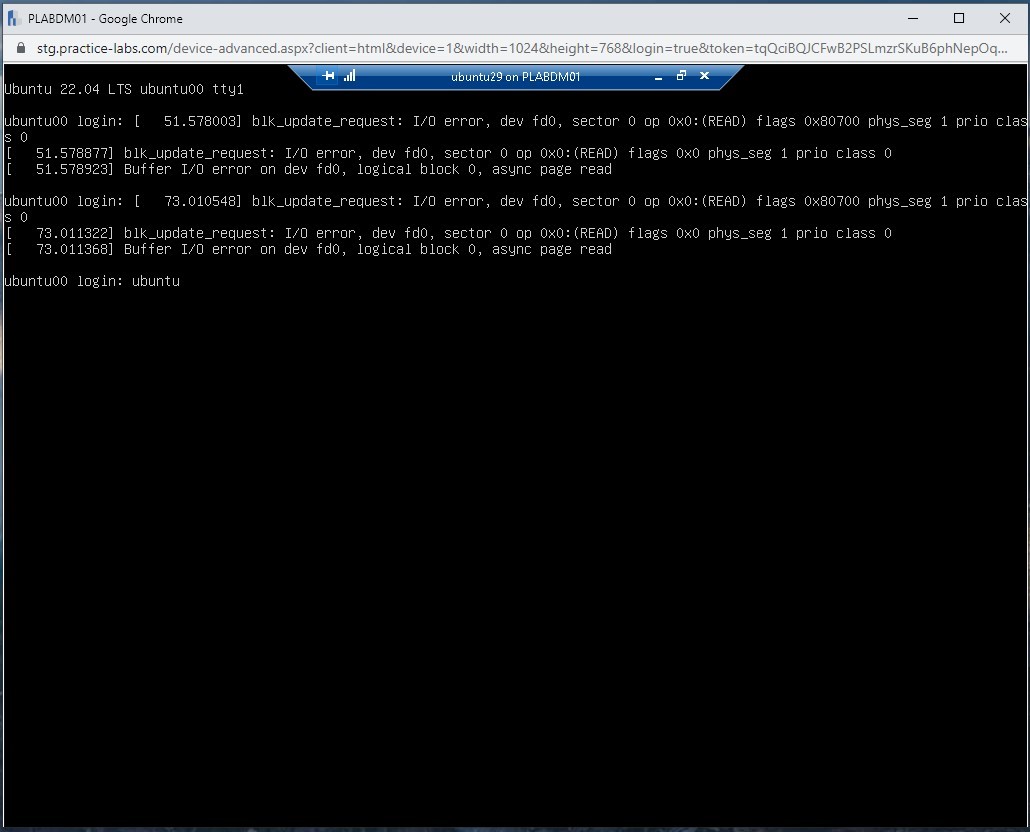 PLABDM01 - Google Chrome
stg.practice-labs.com/device-advanced.aspx?client=html&device=1&width=1024&height=768&login=true&token=tqQciBQJCFwB2PSLmzrSKuB6phNepOq...
ubuntu29 on PLABDM01
Ubuntu 22.04 LTS ubuntu00 tty1
ubuntu00 login: [   51.578003] blk_update_request: I/O error, dev fd0, sector 0 op 0x0:(READ) flags 0x80700 phys_seg 1 prio clas
s 0
[   51.578877] blk_update_request: I/O error, dev fd0, sector 0 op 0x0:(READ) flags 0x0 phys_seg 1 prio class 0
[   51.578923] Buffer I/O error on dev fd0, logical block 0, async page read
ubuntu00 login: [   73.010548] blk_update_request: I/O error, dev fd0, sector 0 op 0x0:(READ) flags 0x80700 phys_seg 1 prio clas
s 0
[   73.011322] blk_update_request: I/O error, dev fd0, sector 0 op 0x0:(READ) flags 0x0 phys_seg 1 prio class 0
[   73.011368] Buffer I/O error on dev fd0, logical block 0, async page read
ubuntu00 login: ubuntu